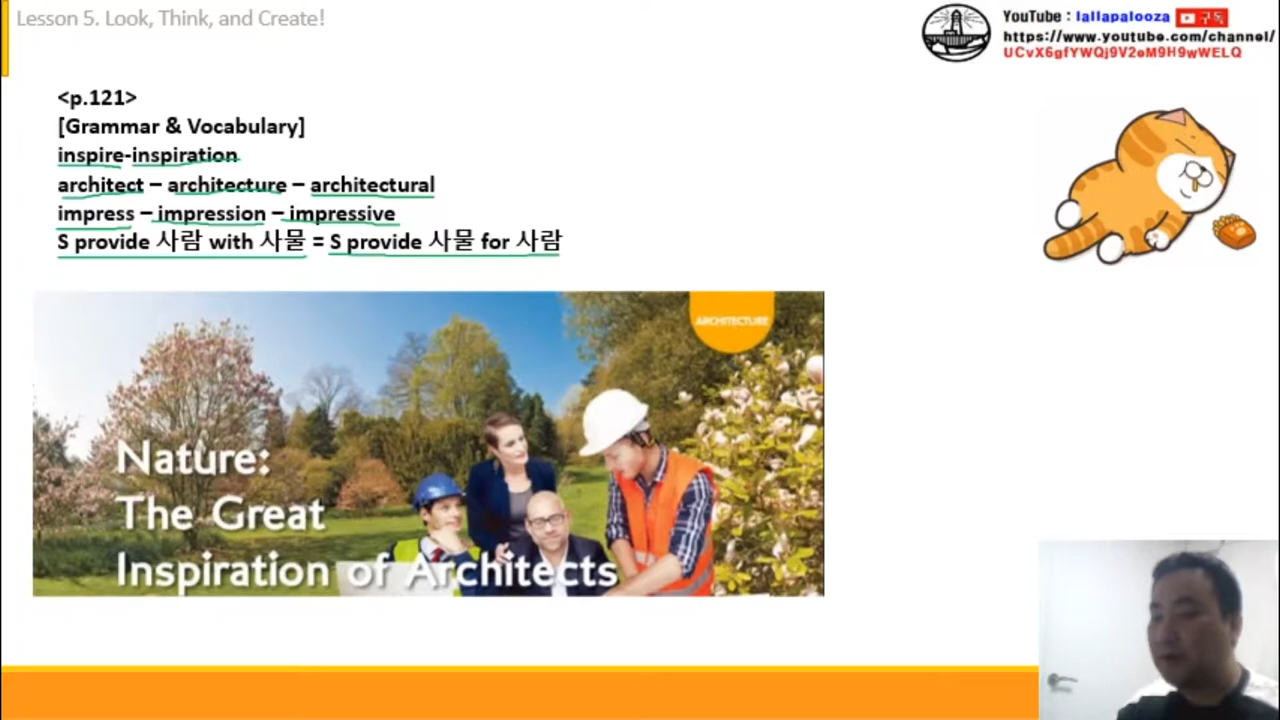 Lesson 5. Look, Think, and Create!
YouTube : lallapalooza 구독
https://www.youtube.com/channel/
UCvX6gfYWQj9V2eM9H9wWELQ
<p.121>
[Grammar & Vocabulary]
inspire-inspiration
architect – architecture – architectural
impress – impression – impressive
S provide 사람 with 사물 = S provide 사물 for 사람
ARCHITECTURE
Nature:
The Great
Inspiration of Architects